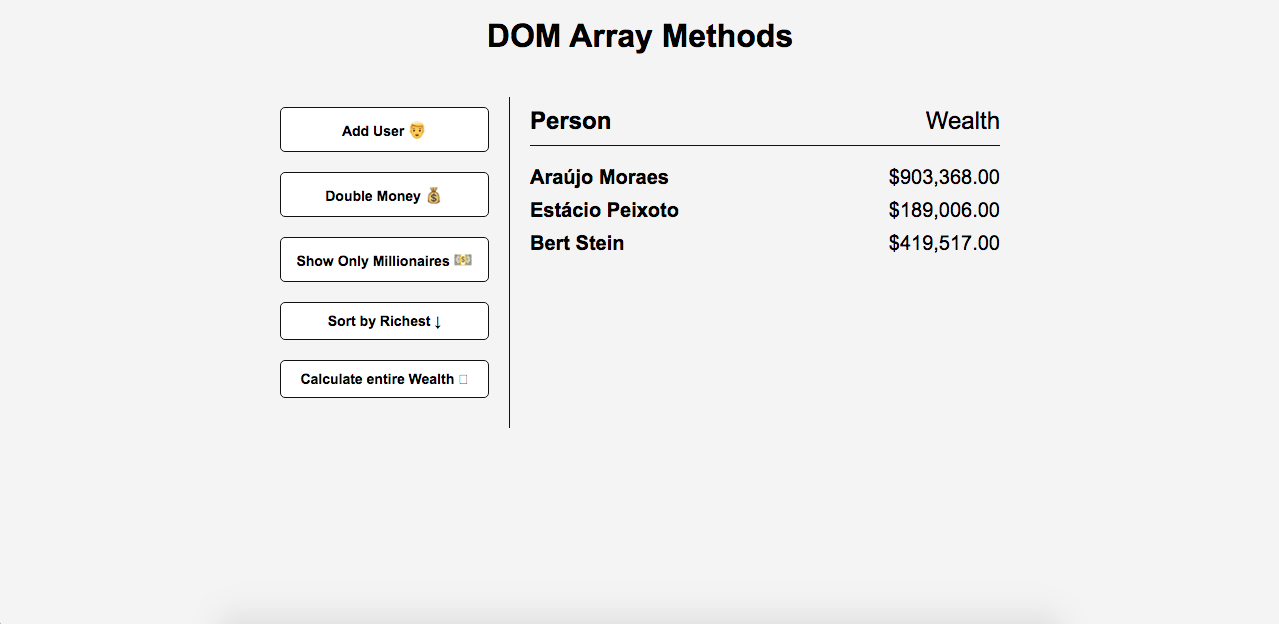 DOM Array Methods
Add User 👨
Double Money 💰
Show Only Millionaires 💵
Sort by Richest ↓
Calculate entire Wealth
Person Wealth
Araújo Moraes $903,368.00
Estácio Peixoto $189,006.00
Bert Stein $419,517.00